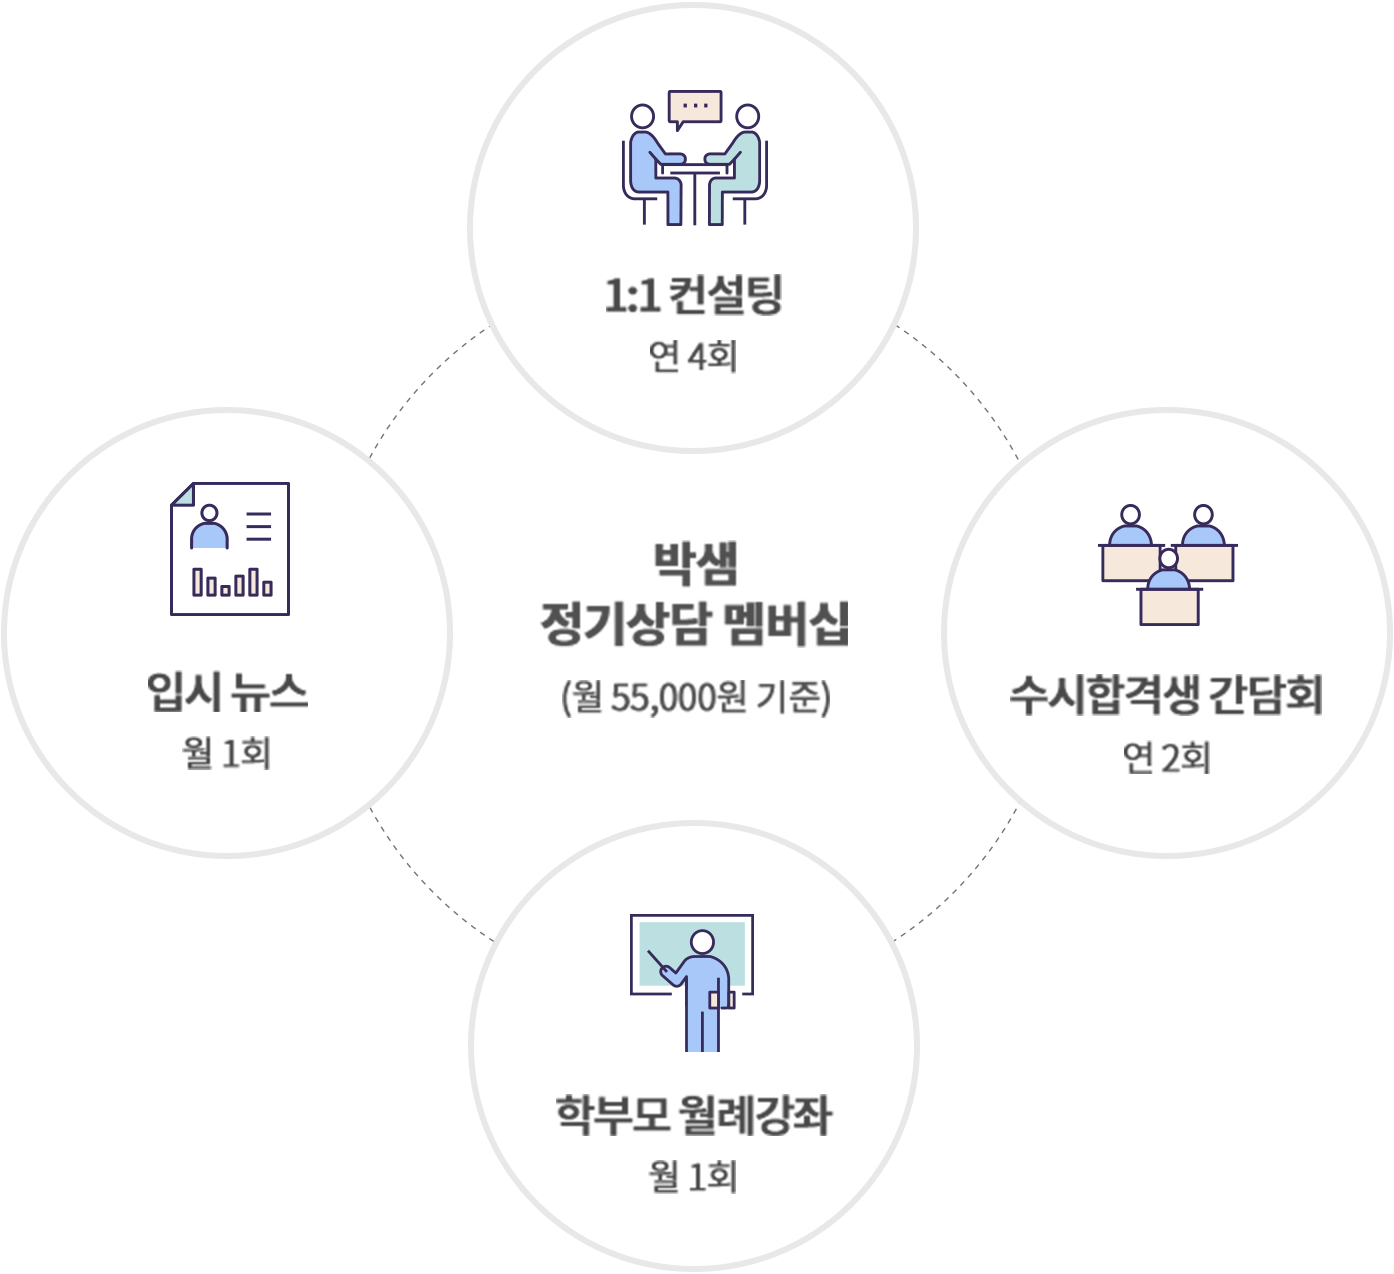 1:1 컨설팅
연 4회
박샘
정기상담 멤버십
(월 55,000원 기준)
입시 뉴스
월 1회
수시합격생 간담회
연 2회
학부모 월례강좌
월 1회